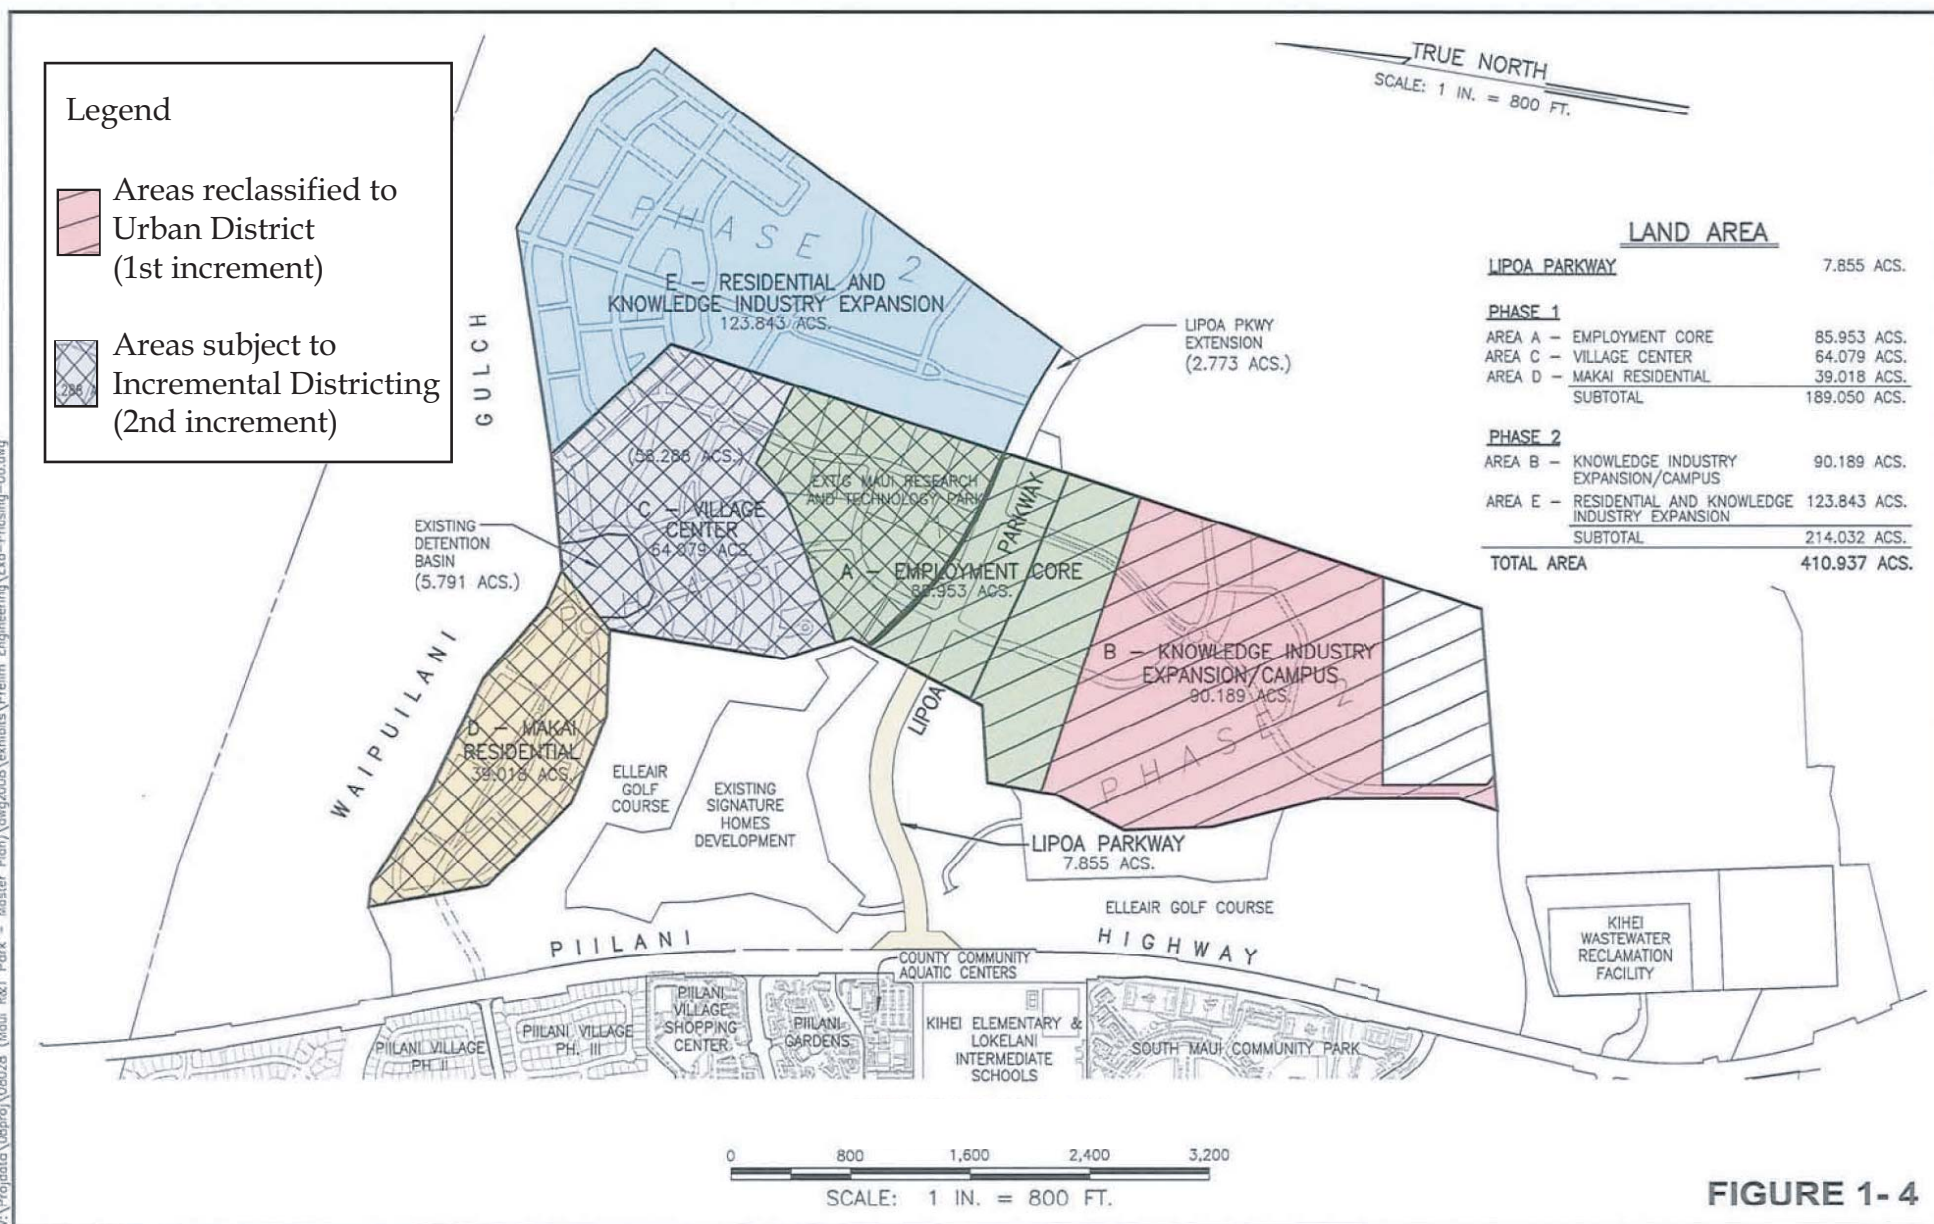 Legend
Areas reclassified to
Urban District
(1st increment)
Areas subject to
Incremental Districting
(2nd increment)
TRUE NORTH
SCALE: 1 IN. = 800 FT.
LAND AREA
LIPOA PARKWAY 7.855 ACS.
PHASE 1
AREA A – EMPLOYMENT CORE 85.953 ACS.
AREA C – VILLAGE CENTER 64.079 ACS.
AREA D – MAKAI RESIDENTIAL 39.018 ACS.
SUBTOTAL 189.050 ACS.
PHASE 2
AREA B – KNOWLEDGE INDUSTRY 90.189 ACS.
EXPANSION/CAMPUS
AREA E – RESIDENTIAL AND KNOWLEDGE 123.843 ACS.
INDUSTRY EXPANSION
SUBTOTAL 214.032 ACS.
TOTAL AREA 410.937 ACS.
PHASE 2
E – RESIDENTIAL AND
KNOWLEDGE INDUSTRY EXPANSION
123.843 ACS.
LIPOA PKWY
EXTENSION
(2.773 ACS.)
WAIPUILANI GULCH
(58.288 ACS.)
C – VILLAGE
CENTER
64.079 ACS.
EXISTING
DETENTION
BASIN
(5.791 ACS.)
EXT'G MAUI RESEARCH
AND TECHNOLOGY PARK
A – EMPLOYMENT CORE
85.953 ACS.
LIPOA PARKWAY
B – KNOWLEDGE INDUSTRY
EXPANSION/CAMPUS
90.189 ACS.
PHASE 2
D – MAKAI
RESIDENTIAL
39.018 ACS.
ELLEAIR
GOLF
COURSE
EXISTING
SIGNATURE
HOMES
DEVELOPMENT
LIPOA PARKWAY
7.855 ACS.
ELLEAIR GOLF COURSE
KIHEI
WASTEWATER
RECLAMATION
FACILITY
PIILANI HIGHWAY
COUNTY COMMUNITY
AQUATIC CENTERS
PIILANI VILLAGE
PH. II
PIILANI VILLAGE
PH. III
PIILANI
VILLAGE
SHOPPING
CENTER
PIILANI
GARDENS
KIHEI ELEMENTARY &
LOKELANI
INTERMEDIATE
SCHOOLS
SOUTH MAUI COMMUNITY PARK
0 800 1,600 2,400 3,200
SCALE: 1 IN. = 800 FT.
FIGURE 1- 4